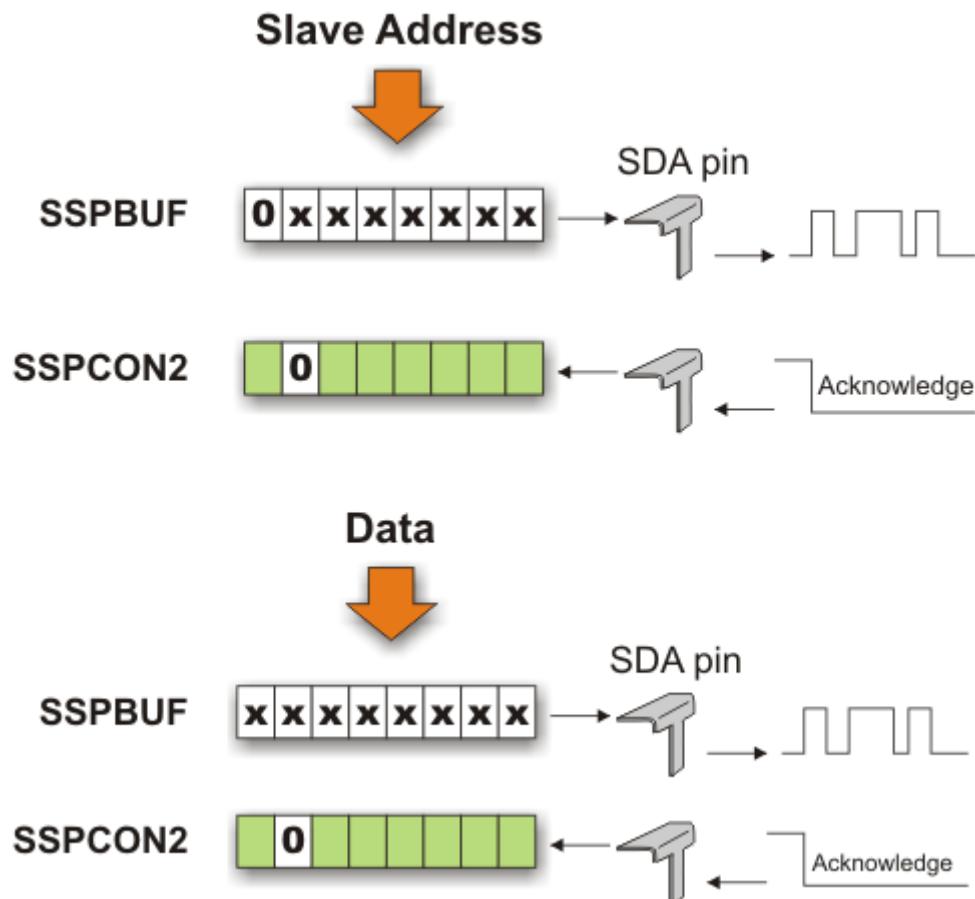 Slave Address
SDA pin
SSPBUF 0 x x x x x x x
SSPCON2 0
Acknowledge
Data
SDA pin
SSPBUF x x x x x x x x
SSPCON2 0
Acknowledge